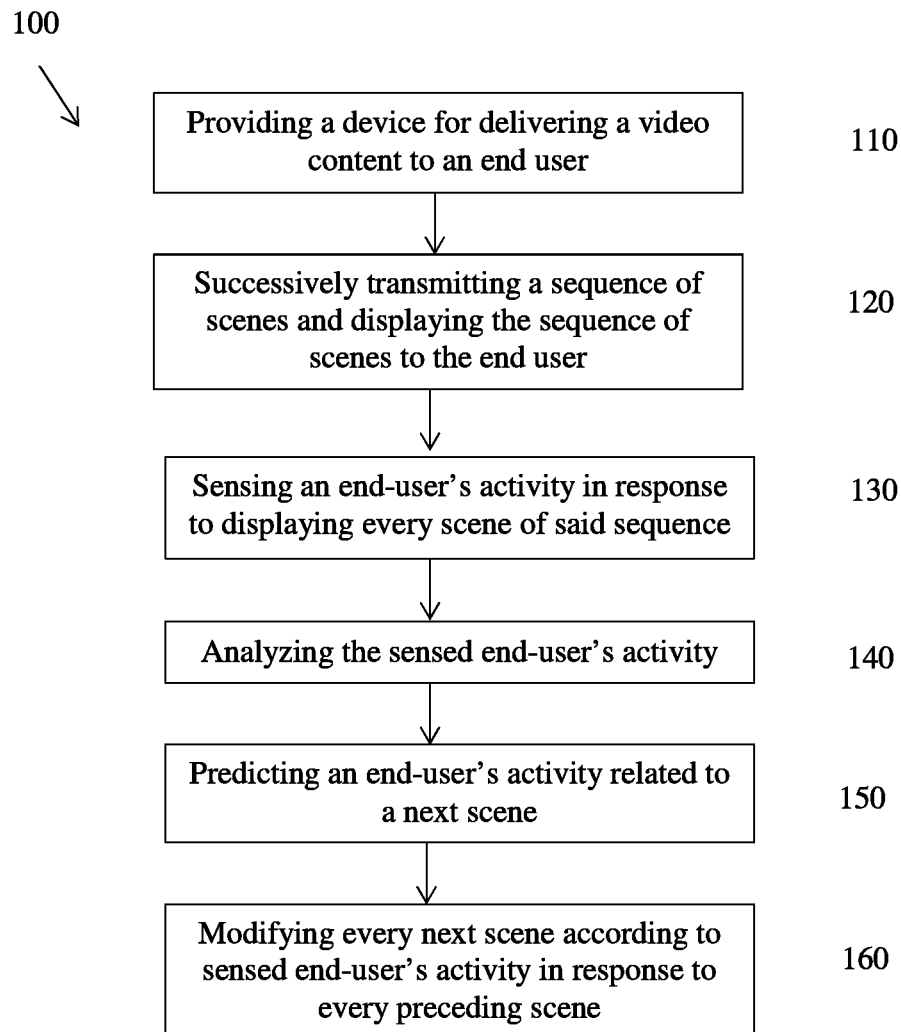 100
Providing a device for delivering a video
content to an end user
110
Successively transmitting a sequence of
scenes and displaying the sequence of
scenes to the end user
120
Sensing an end-user's activity in response
to displaying every scene of said sequence
130
Analyzing the sensed end-user's activity
140
Predicting an end-user's activity related to
a next scene
150
Modifying every next scene according to
sensed end-user's activity in response to
every preceding scene
160